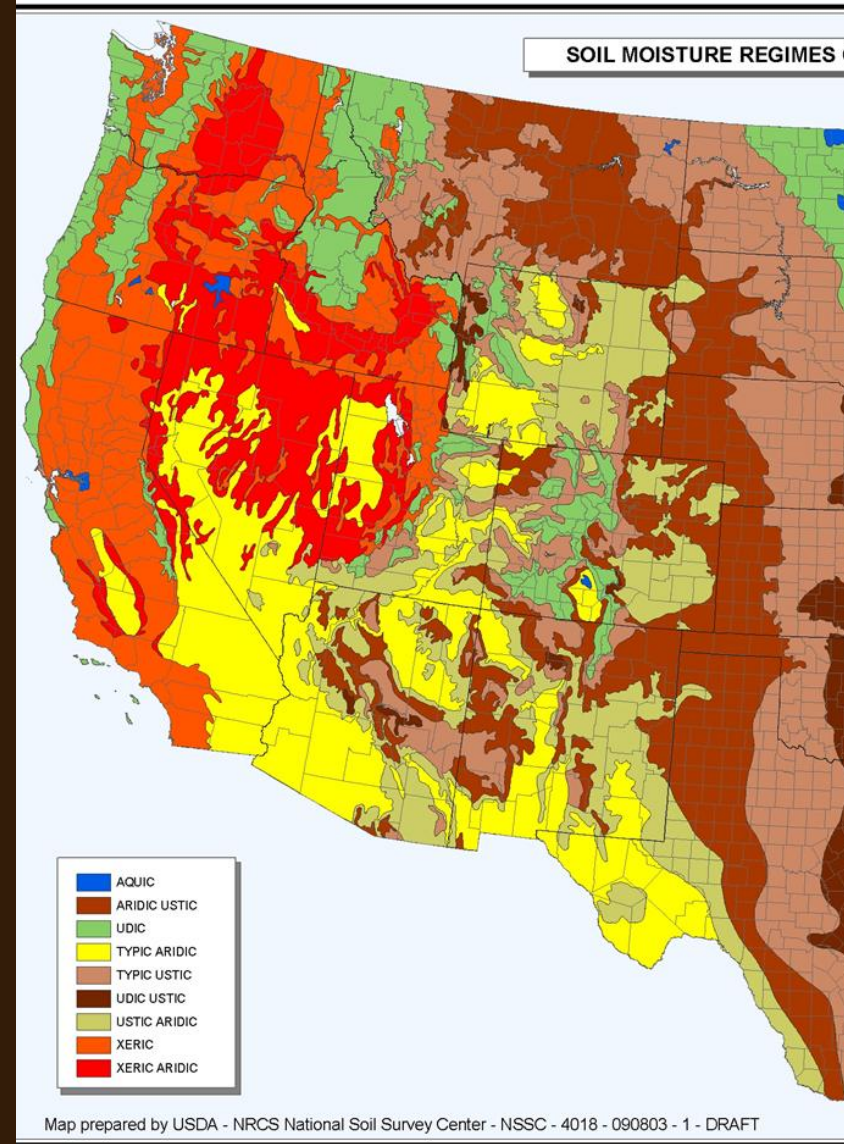 SOIL MOISTURE REGIMES
AQUIC
ARIDIC USTIC
UDIC
TYPIC ARIDIC
TYPIC USTIC
UDIC USTIC
USTIC ARIDIC
XERIC
XERIC ARIDIC
Map prepared by USDA - NRCS National Soil Survey Center - NSSC - 4018 - 090803 - 1 - DRAFT